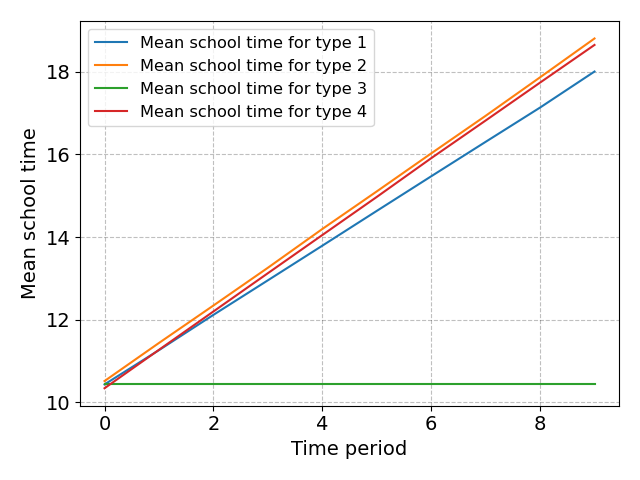 Mean school time for type 1
Mean school time for type 2
Mean school time for type 3
Mean school time for type 4
Mean school time
18
16
14
12
10
0 2 4 6 8
Time period